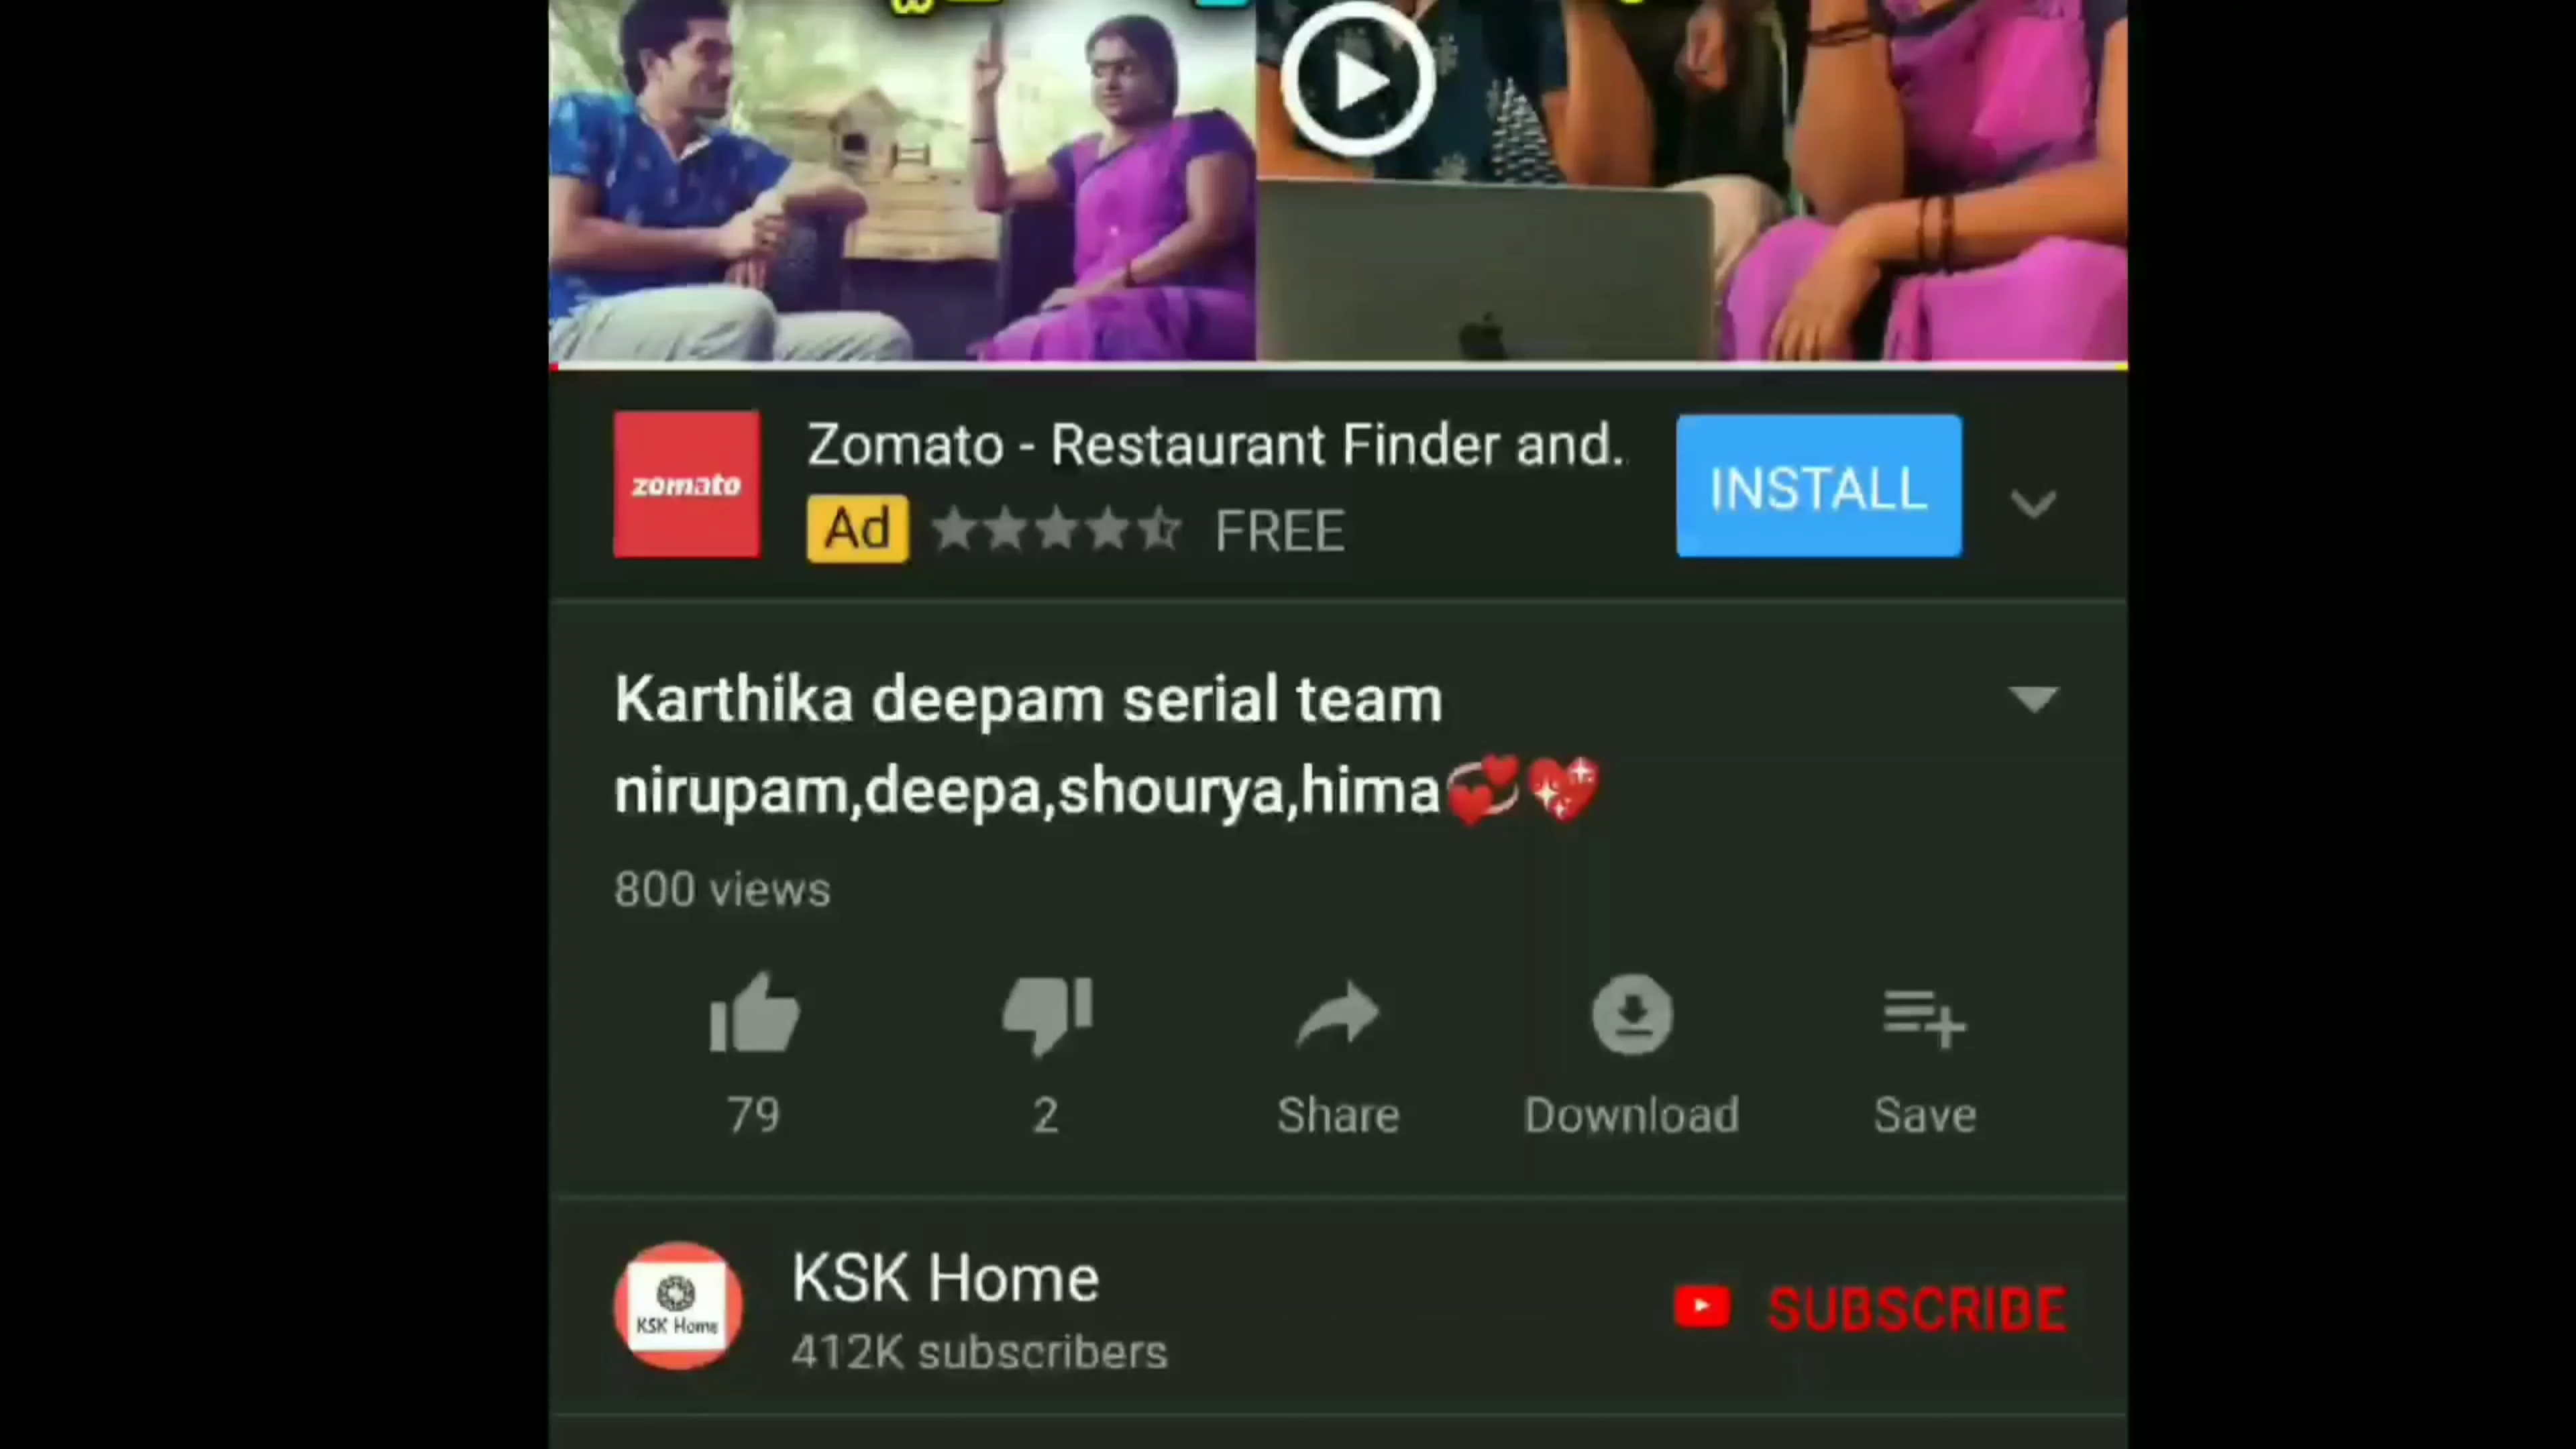 Zomato - Restaurant Finder and.
zomato
Ad FREE
INSTALL
Karthika deepam serial team
nirupam,deepa,shourya,hima💞💖
800 views
79 2 Share Download Save
KSK Home
KSK Home
412K subscribers
SUBSCRIBE